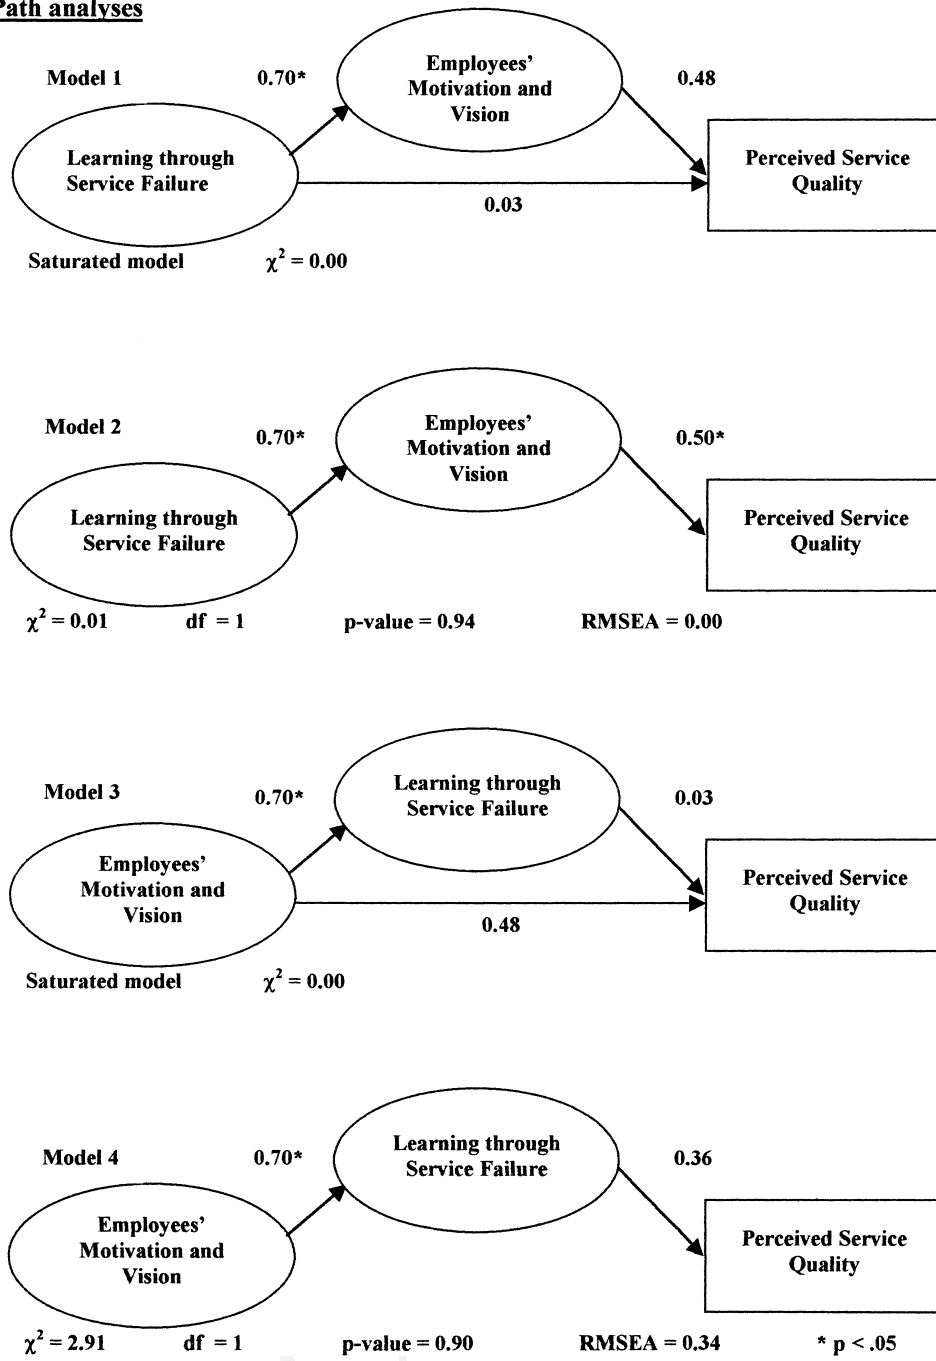 Path analyses
Model 1
0.70*
Employees'
Motivation and
Vision
0.48
Learning through
Service Failure
Perceived Service
Quality
0.03
Saturated model χ² = 0.00
Model 2
0.70*
Employees'
Motivation and
Vision
0.50*
Learning through
Service Failure
Perceived Service
Quality
χ² = 0.01 df = 1 p-value = 0.94 RMSEA = 0.00
Model 3
0.70*
Learning through
Service Failure
0.03
Employees'
Motivation and
Vision
Perceived Service
Quality
0.48
Saturated model χ² = 0.00
Model 4
0.70*
Learning through
Service Failure
0.36
Employees'
Motivation and
Vision
Perceived Service
Quality
χ² = 2.91 df = 1 p-value = 0.90 RMSEA = 0.34 * p < .05